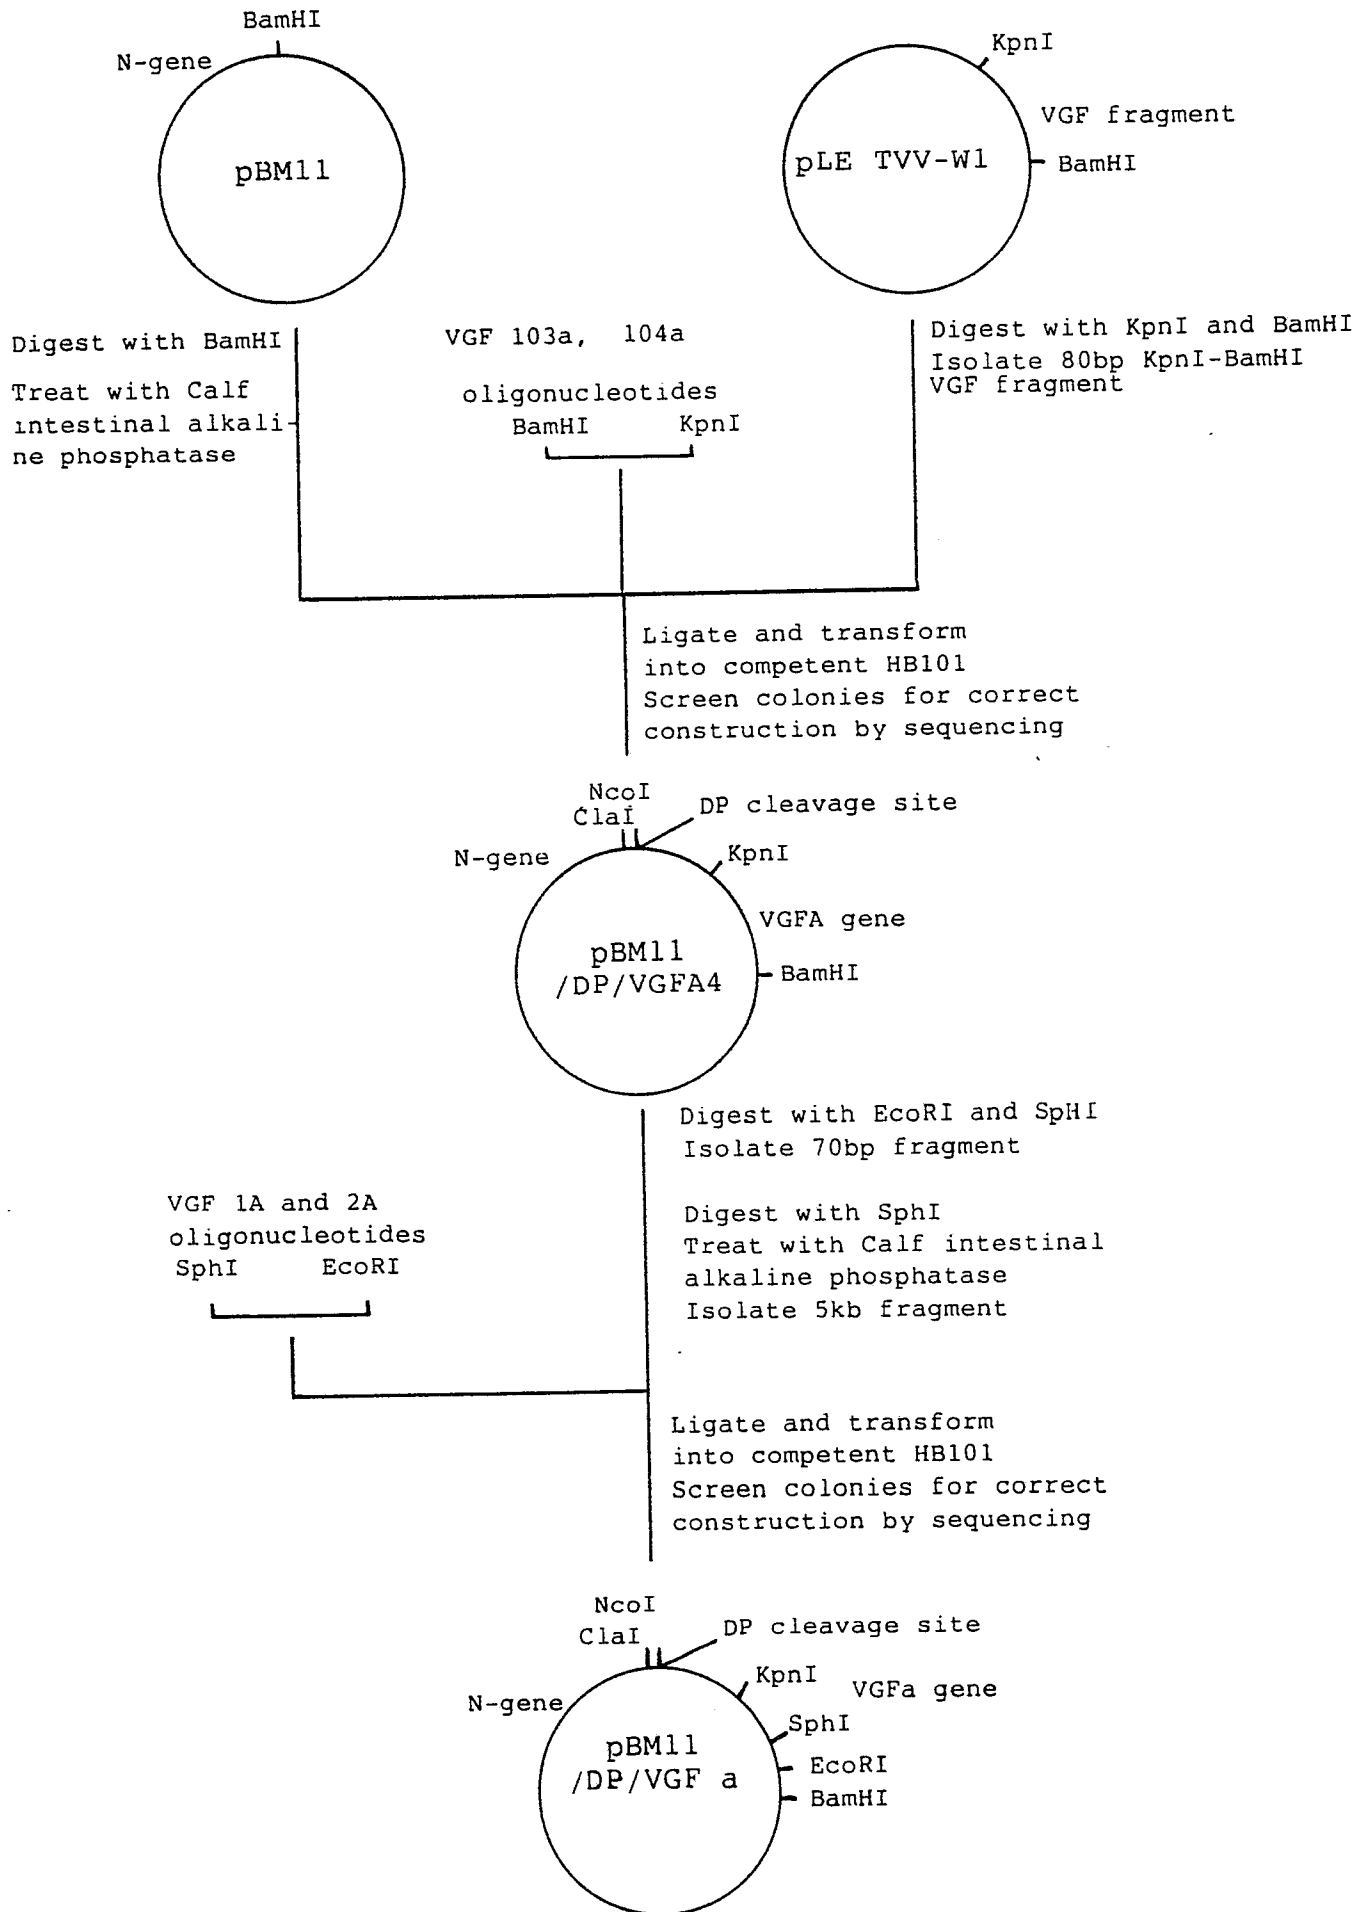 BamHI
N-gene
pBM11
KpnI
VGF fragment
pLE TVV-W1
BamHI
Digest with BamHI
Treat with Calf
intestinal alkali-
ne phosphatase
VGF 103a, 104a
oligonucleotides
BamHI KpnI
Digest with KpnI and BamHI
Isolate 80bp KpnI-BamHI
VGF fragment
Ligate and transform
into competent HB101
Screen colonies for correct
construction by sequencing
NcoI
ClaI
DP cleavage site
N-gene
KpnI
VGFA gene
pBM11
/DP/VGFA4
BamHI
Digest with EcoRI and SpHI
Isolate 70bp fragment
VGF 1A and 2A
oligonucleotides
SphI EcoRI
Digest with SphI
Treat with Calf intestinal
alkaline phosphatase
Isolate 5kb fragment
Ligate and transform
into competent HB101
Screen colonies for correct
construction by sequencing
NcoI
ClaI
DP cleavage site
N-gene
KpnI
VGFa gene
SphI
pBM11
/DP/VGF a
EcoRI
BamHI